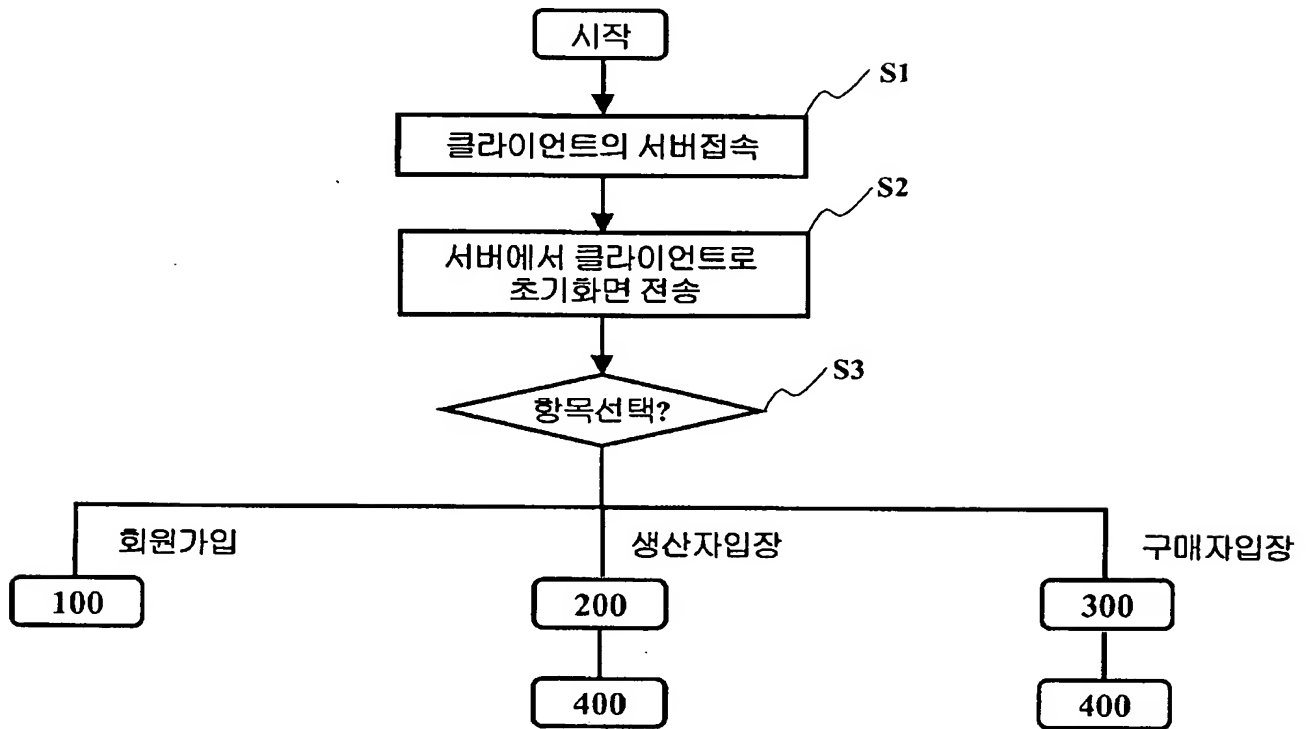 시작
S1
클라이언트의 서버접속
S2
서버에서 클라이언트로
초기화면 전송
S3
항목선택?
회원가입
생산자입장
구매자입장
100
200
300
400
400